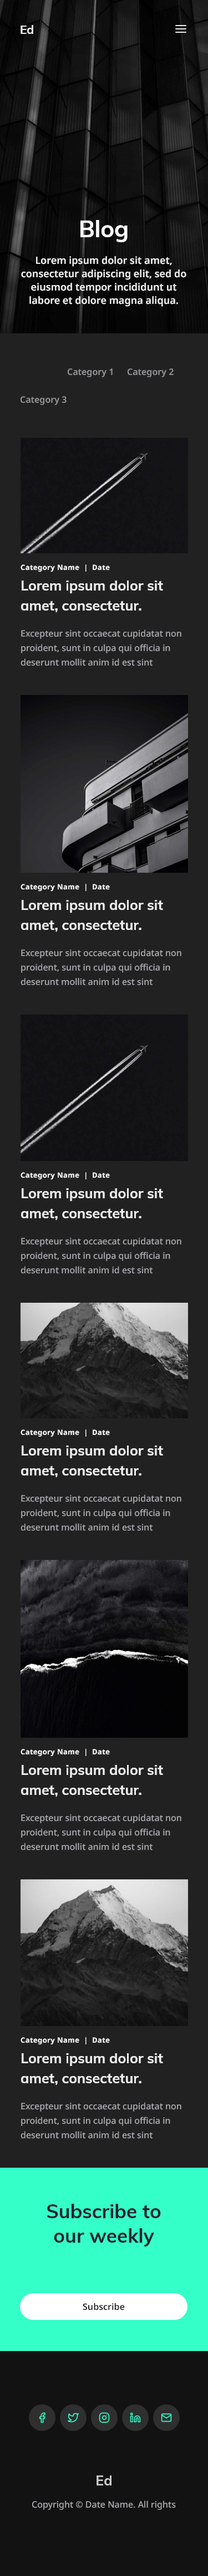 Ed
Blog
Lorem ipsum dolor sit amet,
consectetur adipiscing elit, sed do
eiusmod tempor incididunt ut
labore et dolore magna aliqua.
Category 1 Category 2
Category 3
Category Name | Date
Lorem ipsum dolor sit
amet, consectetur.
Excepteur sint occaecat cupidatat non
proident, sunt in culpa qui officia in
deserunt mollit anim id est sint
Category Name | Date
Lorem ipsum dolor sit
amet, consectetur.
Excepteur sint occaecat cupidatat non
proident, sunt in culpa qui officia in
deserunt mollit anim id est sint
Category Name | Date
Lorem ipsum dolor sit
amet, consectetur.
Excepteur sint occaecat cupidatat non
proident, sunt in culpa qui officia in
deserunt mollit anim id est sint
Category Name | Date
Lorem ipsum dolor sit
amet, consectetur.
Excepteur sint occaecat cupidatat non
proident, sunt in culpa qui officia in
deserunt mollit anim id est sint
Category Name | Date
Lorem ipsum dolor sit
amet, consectetur.
Excepteur sint occaecat cupidatat non
proident, sunt in culpa qui officia in
deserunt mollit anim id est sint
Category Name | Date
Lorem ipsum dolor sit
amet, consectetur.
Excepteur sint occaecat cupidatat non
proident, sunt in culpa qui officia in
deserunt mollit anim id est sint
Subscribe to
our weekly
Subscribe
Ed
Copyright © Date Name. All rights